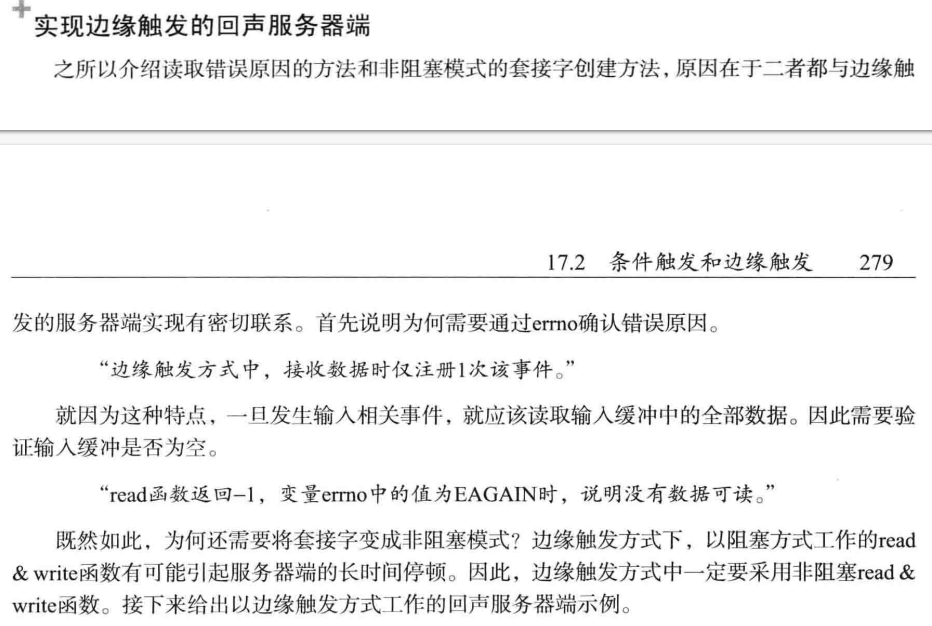 实现边缘触发的回声服务器端
之所以介绍读取错误原因的方法和非阻塞模式的套接字创建方法，原因在于二者都与边缘触
17.2 条件触发和边缘触发 279
发的服务器端实现有密切联系。首先说明为何需要通过errno确认错误原因。
“边缘触发方式中，接收数据时仅注册1次该事件。”
就因为这种特点，一旦发生输入相关事件，就应该读取输入缓冲中的全部数据。因此需要验
证输入缓冲是否为空。
“read函数返回–1，变量errno中的值为EAGAIN时，说明没有数据可读。”
既然如此，为何还需要将套接字变成非阻塞模式？边缘触发方式下，以阻塞方式工作的read
& write函数有可能引起服务器端的长时间停顿。因此，边缘触发方式中一定要采用非阻塞read &
write函数。接下来给出以边缘触发方式工作的回声服务器端示例。